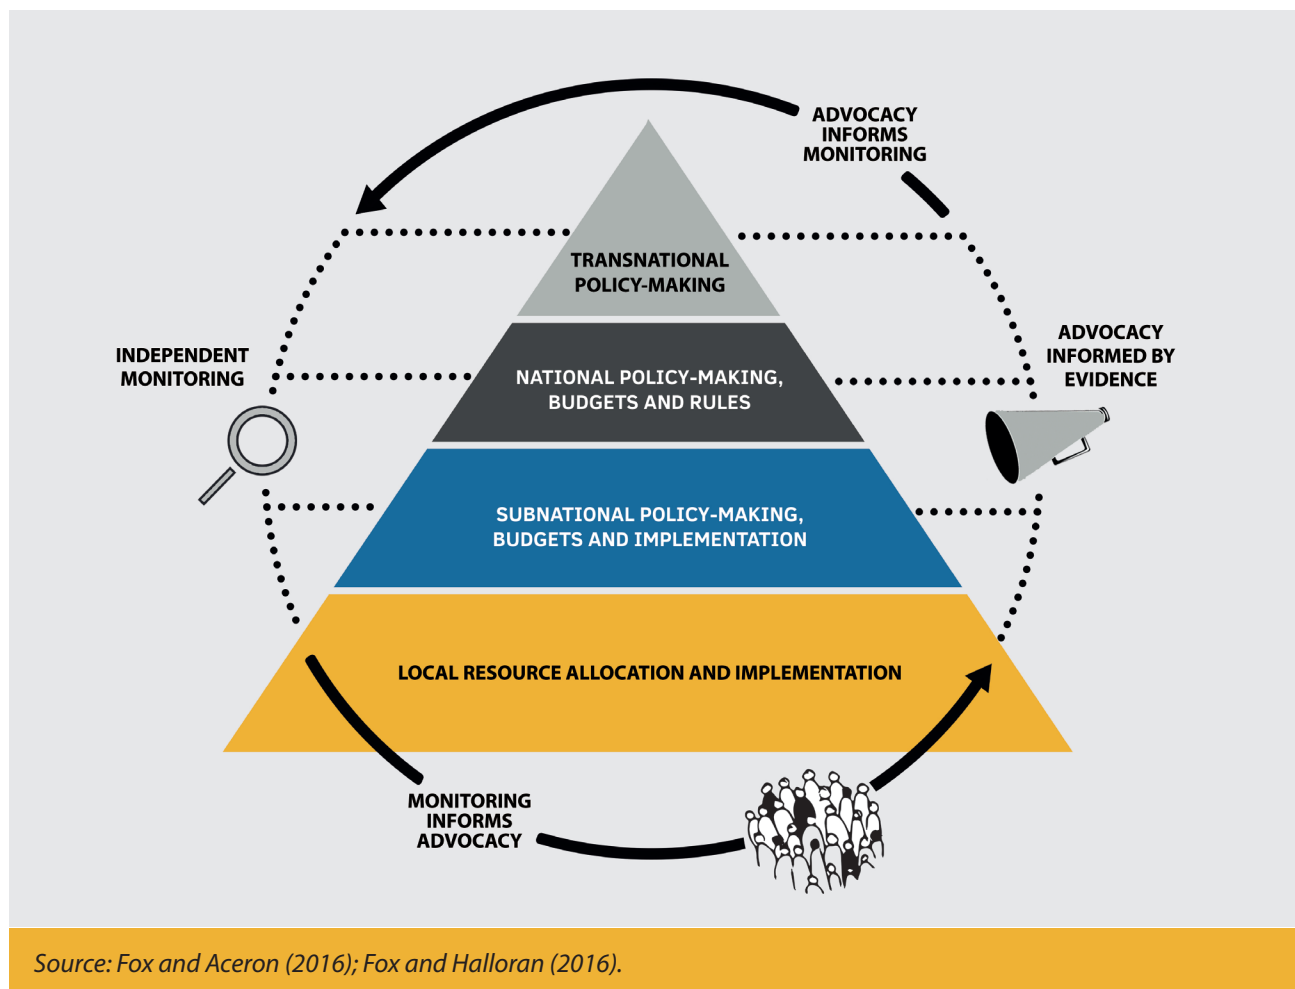 ADVOCACY
INFORMS
MONITORING
TRANSNATIONAL
POLICY-MAKING
INDEPENDENT
MONITORING
ADVOCACY
INFORMED BY
EVIDENCE
NATIONAL POLICY-MAKING,
BUDGETS AND RULES
SUBNATIONAL POLICY-MAKING,
BUDGETS AND IMPLEMENTATION
LOCAL RESOURCE ALLOCATION AND IMPLEMENTATION
MONITORING
INFORMS
ADVOCACY
Source: Fox and Aceron (2016); Fox and Halloran (2016).